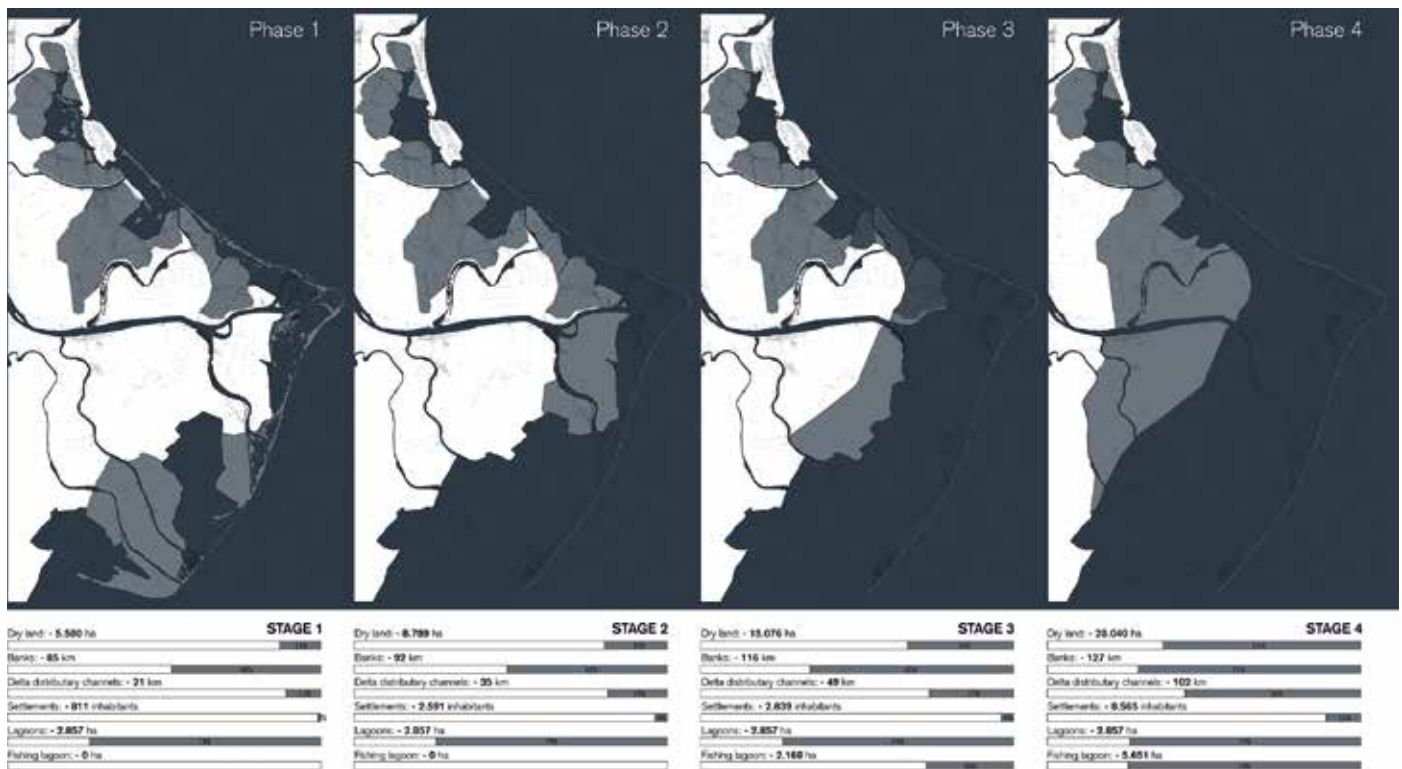 Phase 1
Phase 2
Phase 3
Phase 4
STAGE 1
Dry land: - 5.580 ha
Banks: - 85 km
Delta distributary channels: - 21 km
Settlements: - 811 inhabitants
Lagoons: - 2.857 ha
Fishing lagoon: - 0 ha
STAGE 2
Dry land: - 8.789 ha
Banks: - 92 km
Delta distributary channels: - 35 km
Settlements: - 2.591 inhabitants
Lagoons: - 2.857 ha
Fishing lagoon: - 0 ha
STAGE 3
Dry land: - 15.076 ha
Banks: - 116 km
Delta distributary channels: - 49 km
Settlements: - 2.839 inhabitants
Lagoons: - 2.857 ha
Fishing lagoon: - 2.168 ha
STAGE 4
Dry land: - 20.040 ha
Banks: - 127 km
Delta distributary channels: - 102 km
Settlements: - 8.565 inhabitants
Lagoons: - 2.857 ha
Fishing lagoon: - 5.651 ha